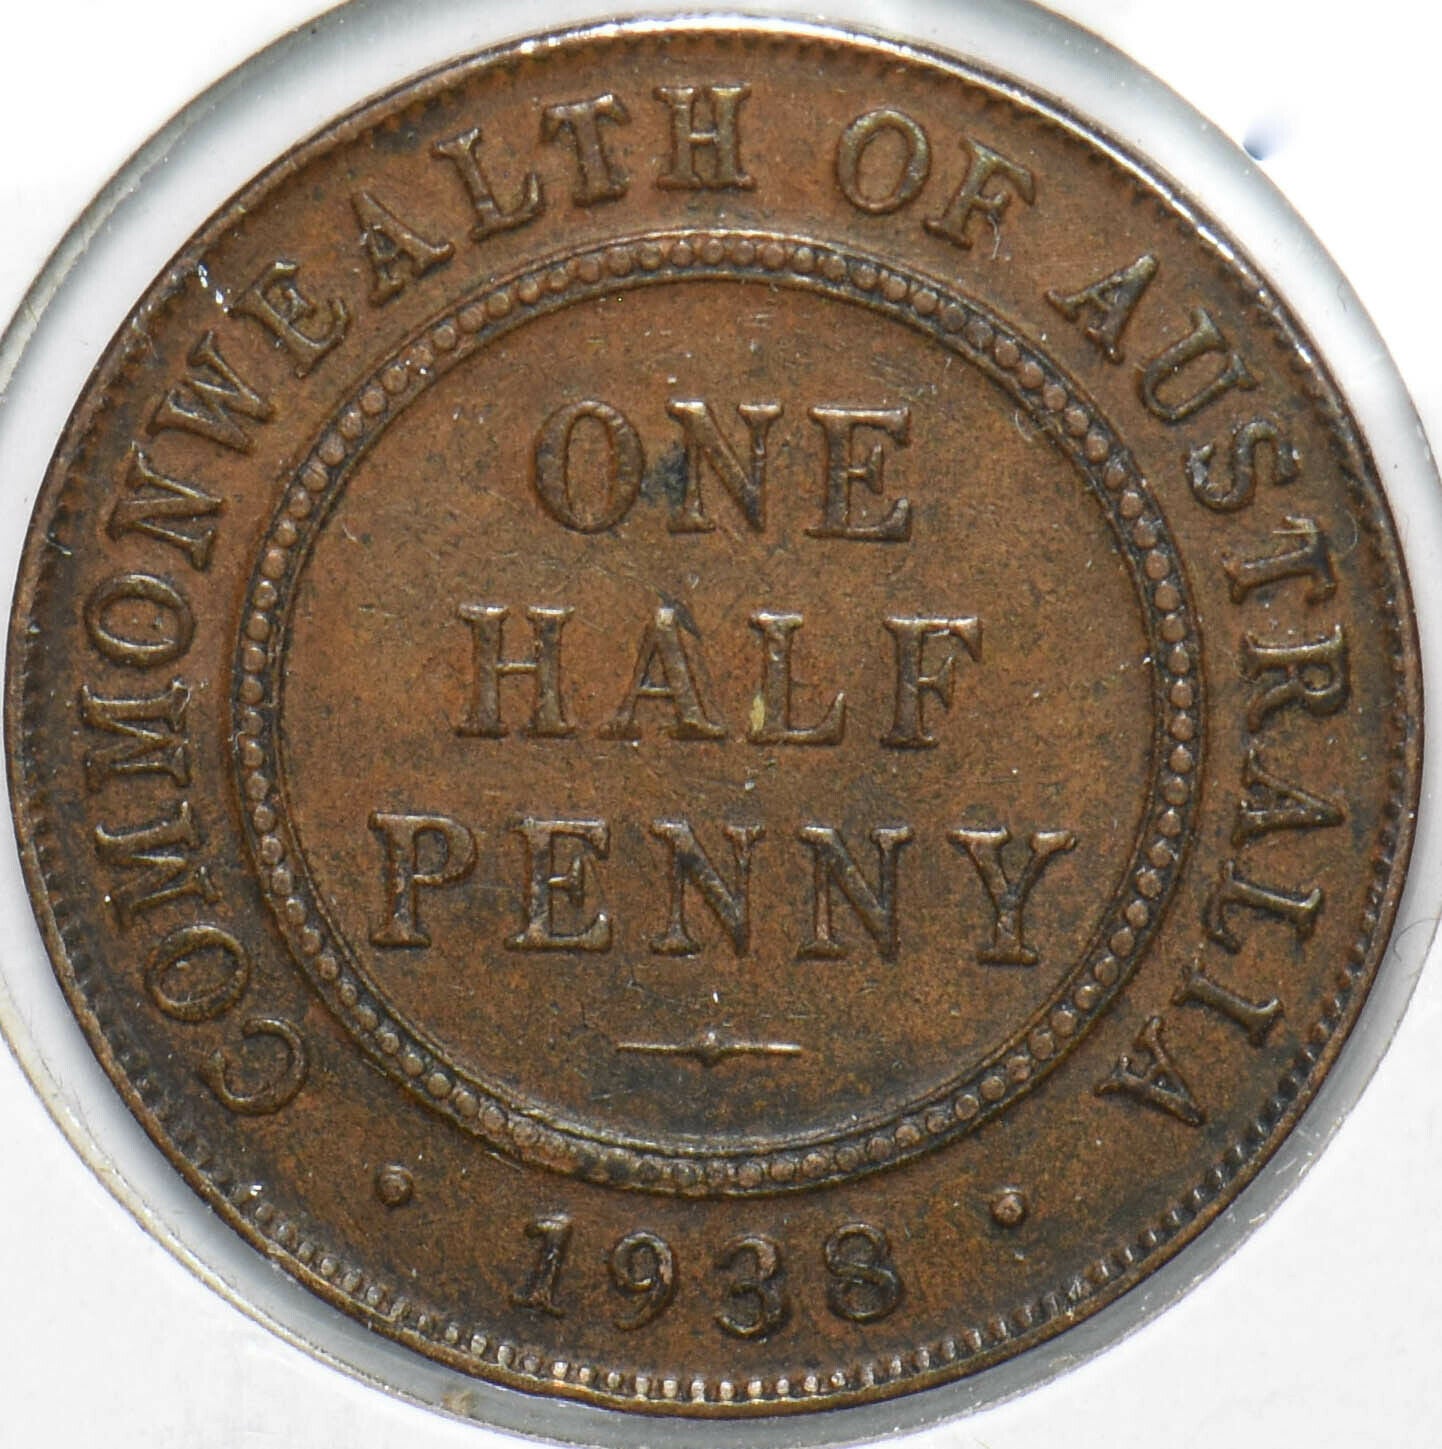 COMMONWEALTH OF AUSTRALIA
ONE
HALF
PENNY
· 1938 ·